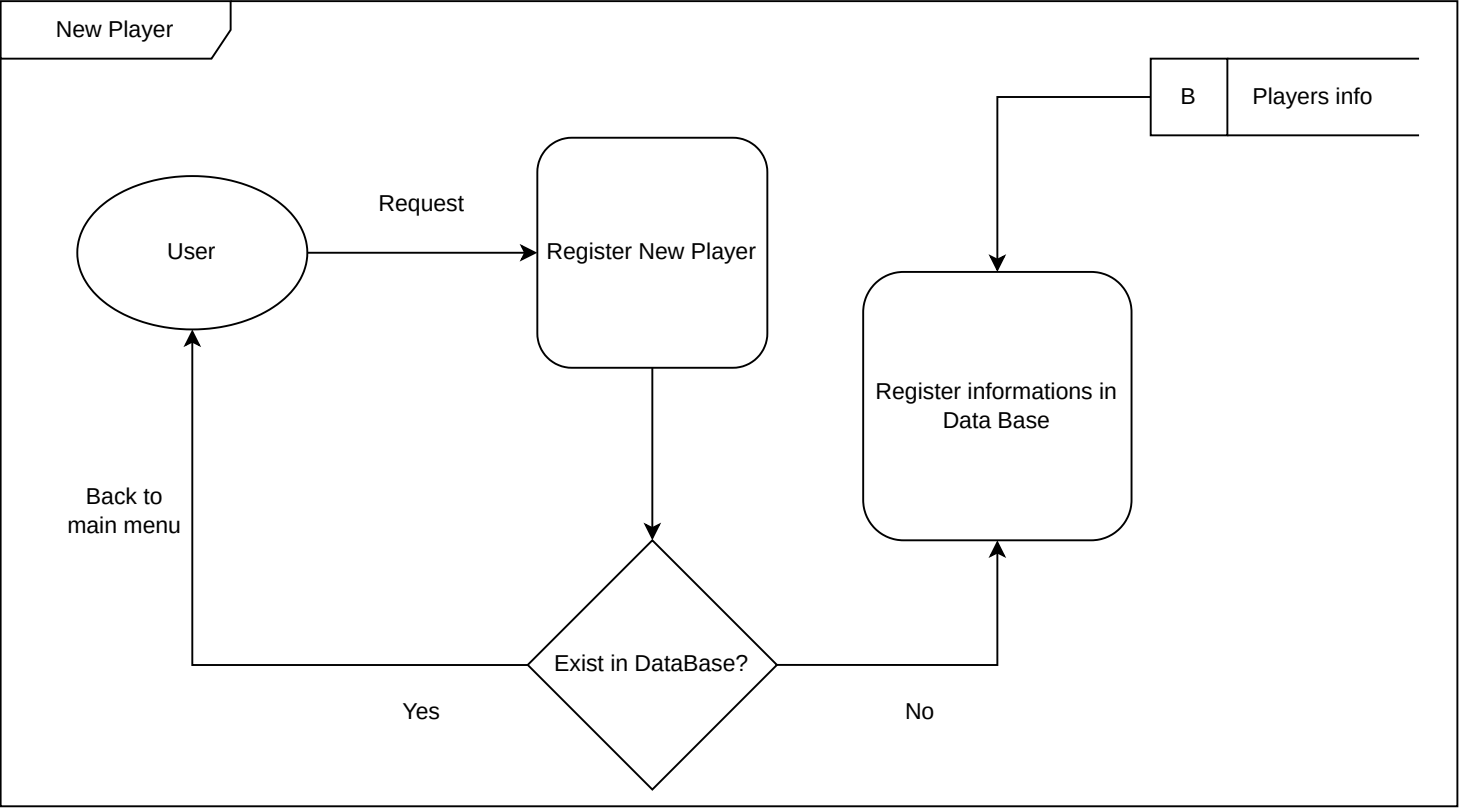 New Player
B
Players info
Request
User
Register New Player
Register informations in
Data Base
Back to
main menu
Exist in DataBase?
Yes
No